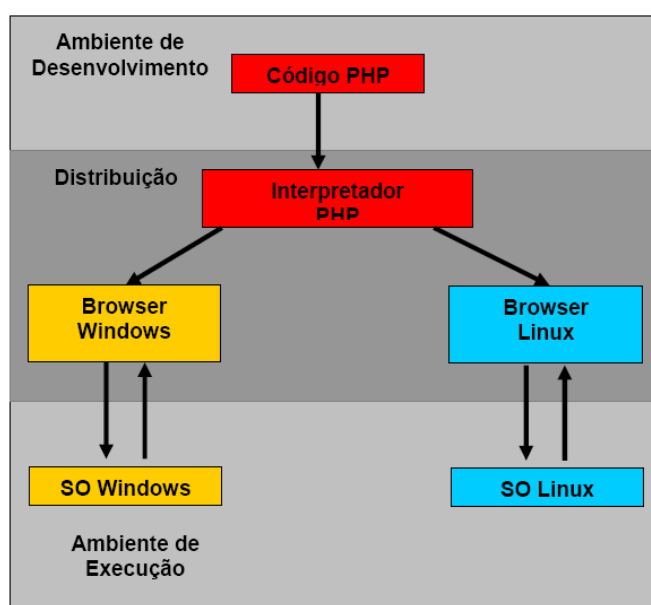 Ambiente de
Desenvolvimento
Código PHP
Distribuição
Interpretador
PHP
Browser
Windows
Browser
Linux
SO Windows
SO Linux
Ambiente de
Execução